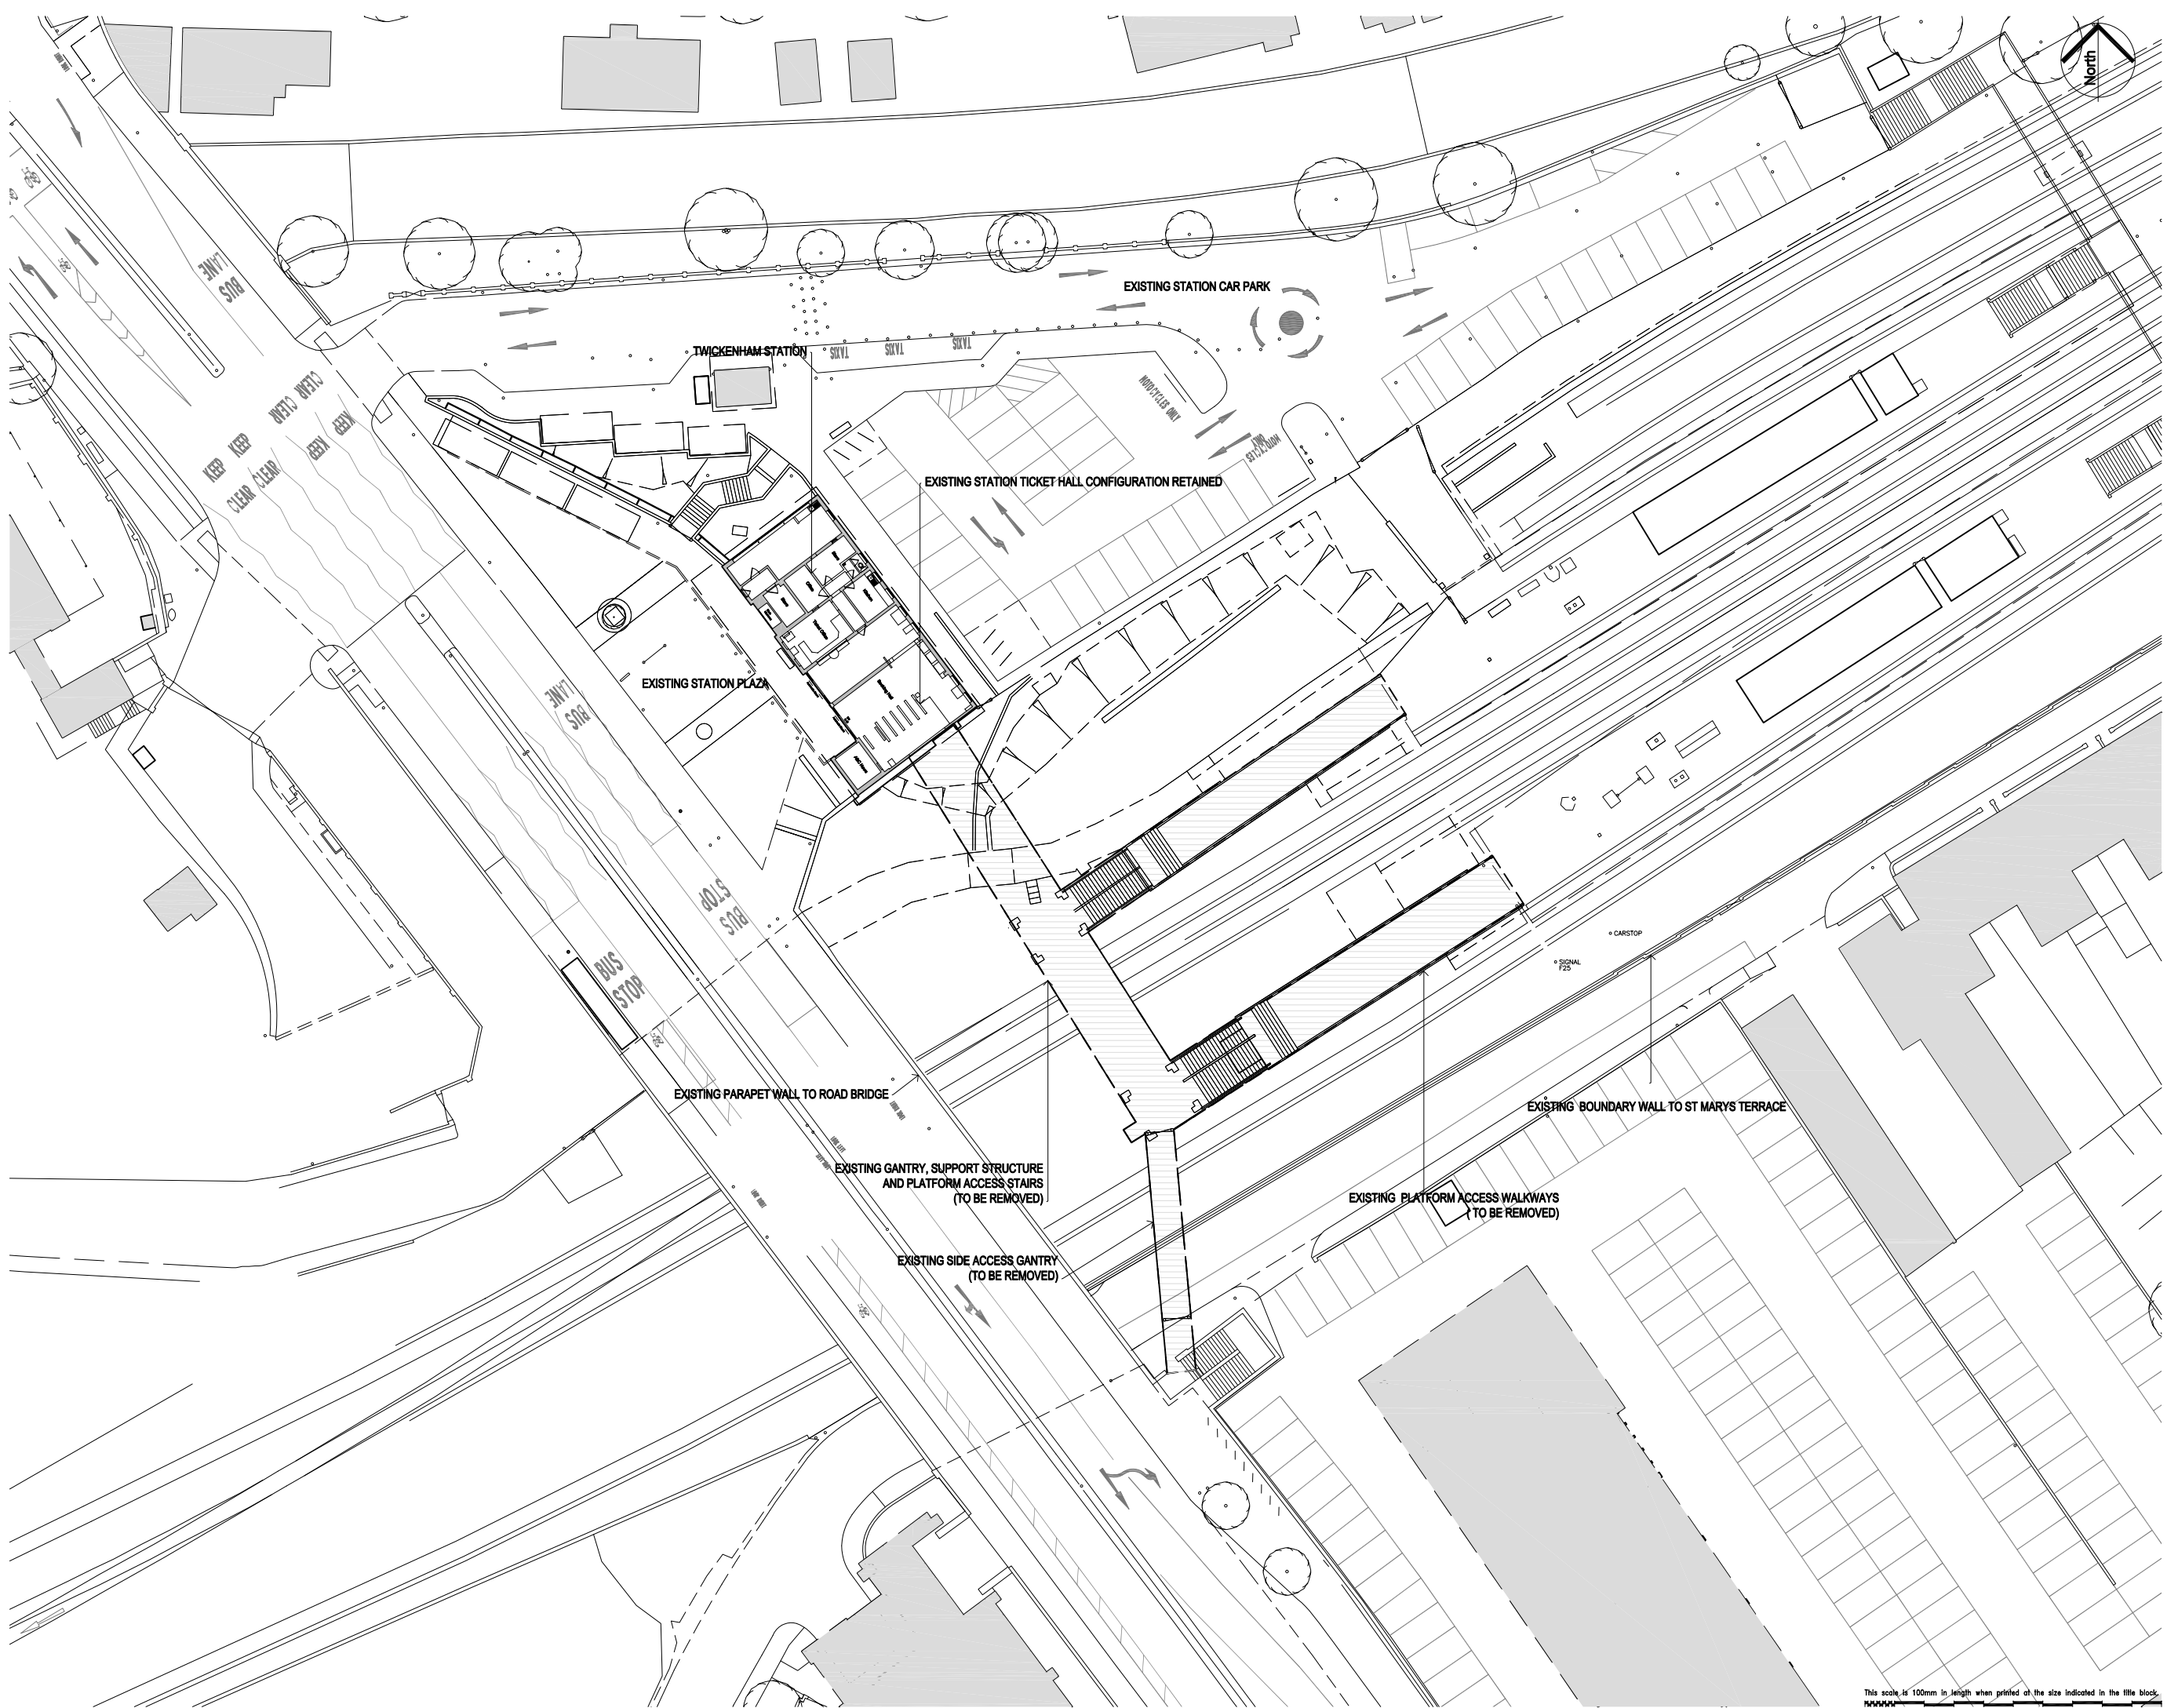 North
BUS
LANE
EXISTING STATION CAR PARK
TWICKENHAM STATION
TAXIS
TAXIS
TAXIS
MOTOCYCLES ONLY
MOTOCYCLES
ONLY
KEEP
CLEAR
KEEP
CLEAR
KEEP
CLEAR
KEEP
CLEAR
EXISTING STATION TICKET HALL CONFIGURATION RETAINED
EXISTING STATION PLAZA
BUS
LANE
BUS
STOP
BUS
STOP
CARSTOP
SIGNAL
F25
EXISTING PARAPET WALL TO ROAD BRIDGE
EXISTING BOUNDARY WALL TO ST MARYS TERRACE
EXISTING GANTRY, SUPPORT STRUCTURE
AND PLATFORM ACCESS STAIRS
(TO BE REMOVED)
EXISTING PLATFORM ACCESS WALKWAYS
( TO BE REMOVED)
EXISTING SIDE ACCESS GANTRY
(TO BE REMOVED)
This scale is 100mm in length when printed at the size indicated in the title block.